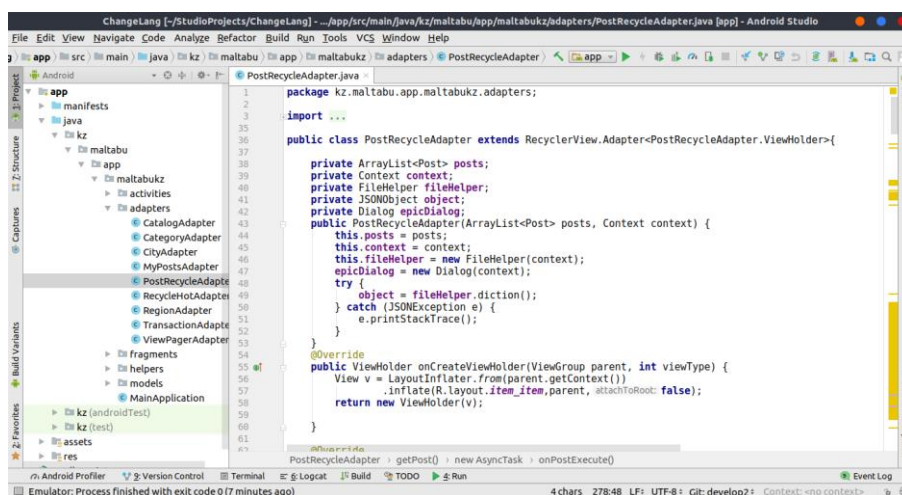 ChangeLang [~/StudioProjects/ChangeLang] - .../app/src/main/java/kz/maltabu/app/maltabukz/adapters/PostRecycleAdapter.java [app] - Android Studio
File Edit View Navigate Code Analyze Refactor Build Run Tools VCS Window Help
app src main java kz maltabu app maltabukz adapters PostRecycleAdapter app
Android
PostRecycleAdapter.java
1: Project
7: Structure
Captures
Build Variants
2: Favorites
app
manifests
java
kz
maltabu
app
maltabukz
activities
adapters
CatalogAdapter
CategoryAdapter
CityAdapter
MyPostsAdapter
PostRecycleAdapte
RecycleHotAdapter
RegionAdapter
TransactionAdapte
ViewPagerAdapter
fragments
helpers
models
MainApplication
kz (androidTest)
kz (test)
assets
res
1 package kz.maltabu.app.maltabukz.adapters;
2
3 import ...
35
36 public class PostRecycleAdapter extends RecyclerView.Adapter<PostRecycleAdapter.ViewHolder>{
37
38 private ArrayList<Post> posts;
39 private Context context;
40 private FileHelper fileHelper;
41 private JSONObject object;
42 private Dialog epicDialog;
43 public PostRecycleAdapter(ArrayList<Post> posts, Context context) {
44 this.posts = posts;
45 this.context = context;
46 this.fileHelper = new FileHelper(context);
47 epicDialog = new Dialog(context);
48 try {
49 object = fileHelper.diction();
50 } catch (JSONException e) {
51 e.printStackTrace();
52 }
53 }
54 @Override
55 public ViewHolder onCreateViewHolder(ViewGroup parent, int viewType) {
56 View v = LayoutInflater.from(parent.getContext())
57 .inflate(R.layout.item_item,parent, attachToRoot: false);
58 return new ViewHolder(v);
59
60 }
61
62 @Override
PostRecycleAdapter › getPost() › new AsyncTask › onPostExecute()
Android Profiler 9: Version Control Terminal 6: Logcat Build TODO 4: Run Event Log
Emulator: Process finished with exit code 0 (7 minutes ago) 4 chars 278:48 LF: UTF-8: Git: develop2: Context: <no context>